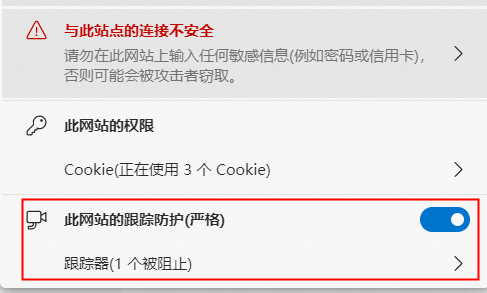 与此站点的连接不安全
请勿在此网站上输入任何敏感信息(例如密码或信用卡),
否则可能会被攻击者窃取。
此网站的权限
Cookie(正在使用 3 个 Cookie)
此网站的跟踪防护(严格)
跟踪器(1 个被阻止)